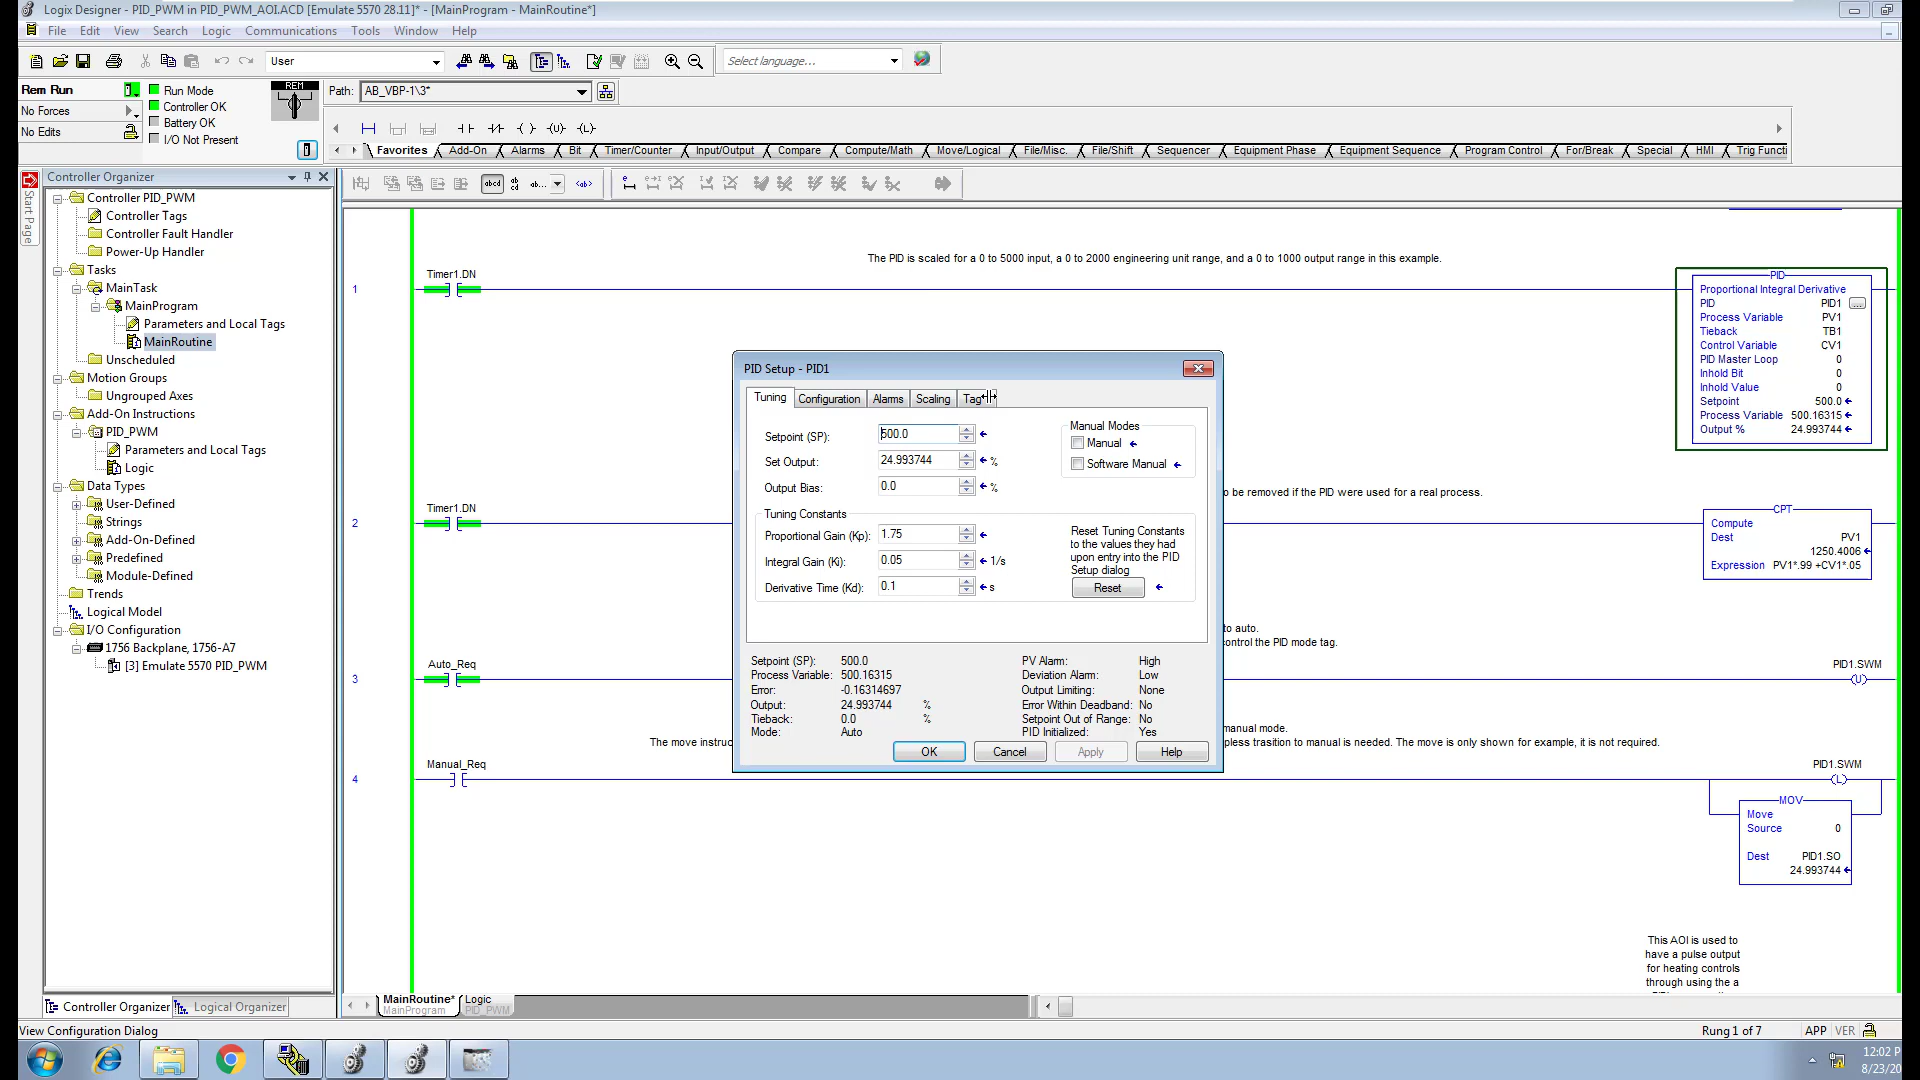 Logix Designer - PID_PWM in PID_PWM_AOI.ACD [Emulate 5570 28.11]* - [MainProgram - MainRoutine*]
File Edit View Search Logic Communications Tools Window Help
User
Select language...
Rem Run
No Forces
No Edits
Run Mode
Controller OK
Battery OK
I/O Not Present
REM
Path: AB_VBP-1\3*
Favorites Add-On Alarms Bit Timer/Counter Input/Output Compare Compute/Math Move/Logical File/Misc. File/Shift Sequencer Equipment Phase Equipment Sequence Program Control For/Break Special HMI Trig Functi
Start Page
Controller Organizer
Controller PID_PWM
Controller Tags
Controller Fault Handler
Power-Up Handler
Tasks
MainTask
MainProgram
Parameters and Local Tags
MainRoutine
Unscheduled
Motion Groups
Ungrouped Axes
Add-On Instructions
PID_PWM
Parameters and Local Tags
Logic
Data Types
User-Defined
Strings
Add-On-Defined
Predefined
Module-Defined
Trends
Logical Model
I/O Configuration
1756 Backplane, 1756-A7
[3] Emulate 5570 PID_PWM
Controller Organizer Logical Organizer
The PID is scaled for a 0 to 5000 input, a 0 to 2000 engineering unit range, and a 0 to 1000 output range in this example.
1
Timer1.DN
PID
Proportional Integral Derivative
PID PID1 ...
Process Variable PV1
Tieback TB1
Control Variable CV1
PID Master Loop 0
Inhold Bit 0
Inhold Value 0
Setpoint 500.0
Process Variable 500.16315
Output % 24.993744
o be removed if the PID were used for a real process.
2
Timer1.DN
CPT
Compute
Dest PV1
1250.4006
Expression PV1*.99 +CV1*.05
to auto.
control the PID mode tag.
3
Auto_Req
PID1.SWM
U
manual mode.
The move instruc
pless trasition to manual is needed. The move is only shown for example, it is not required.
4
Manual_Req
PID1.SWM
L
MOV
Move
Source 0
Dest PID1.SO
24.993744
This AOI is used to
have a pulse output
for heating controls
through using the a
PID Setup - PID1
Tuning Configuration Alarms Scaling Tag
Setpoint (SP): 500.0
Set Output: 24.993744 %
Output Bias: 0.0 %
Manual Modes
Manual
Software Manual
Tuning Constants
Proportional Gain (Kp): 1.75
Integral Gain (Ki): 0.05 1/s
Derivative Time (Kd): 0.1 s
Reset Tuning Constants
to the values they had
upon entry into the PID
Setup dialog
Reset
Setpoint (SP): 500.0
Process Variable: 500.16315
Error: -0.16314697
Output: 24.993744 %
Tieback: 0.0 %
Mode: Auto
PV Alarm: High
Deviation Alarm: Low
Output Limiting: None
Error Within Deadband: No
Setpoint Out of Range: No
PID Initialized: Yes
OK Cancel Apply Help
MainRoutine*
MainProgram
Logic
PID_PWM
View Configuration Dialog
Rung 1 of 7
APP VER
12:02 P
8/23/20